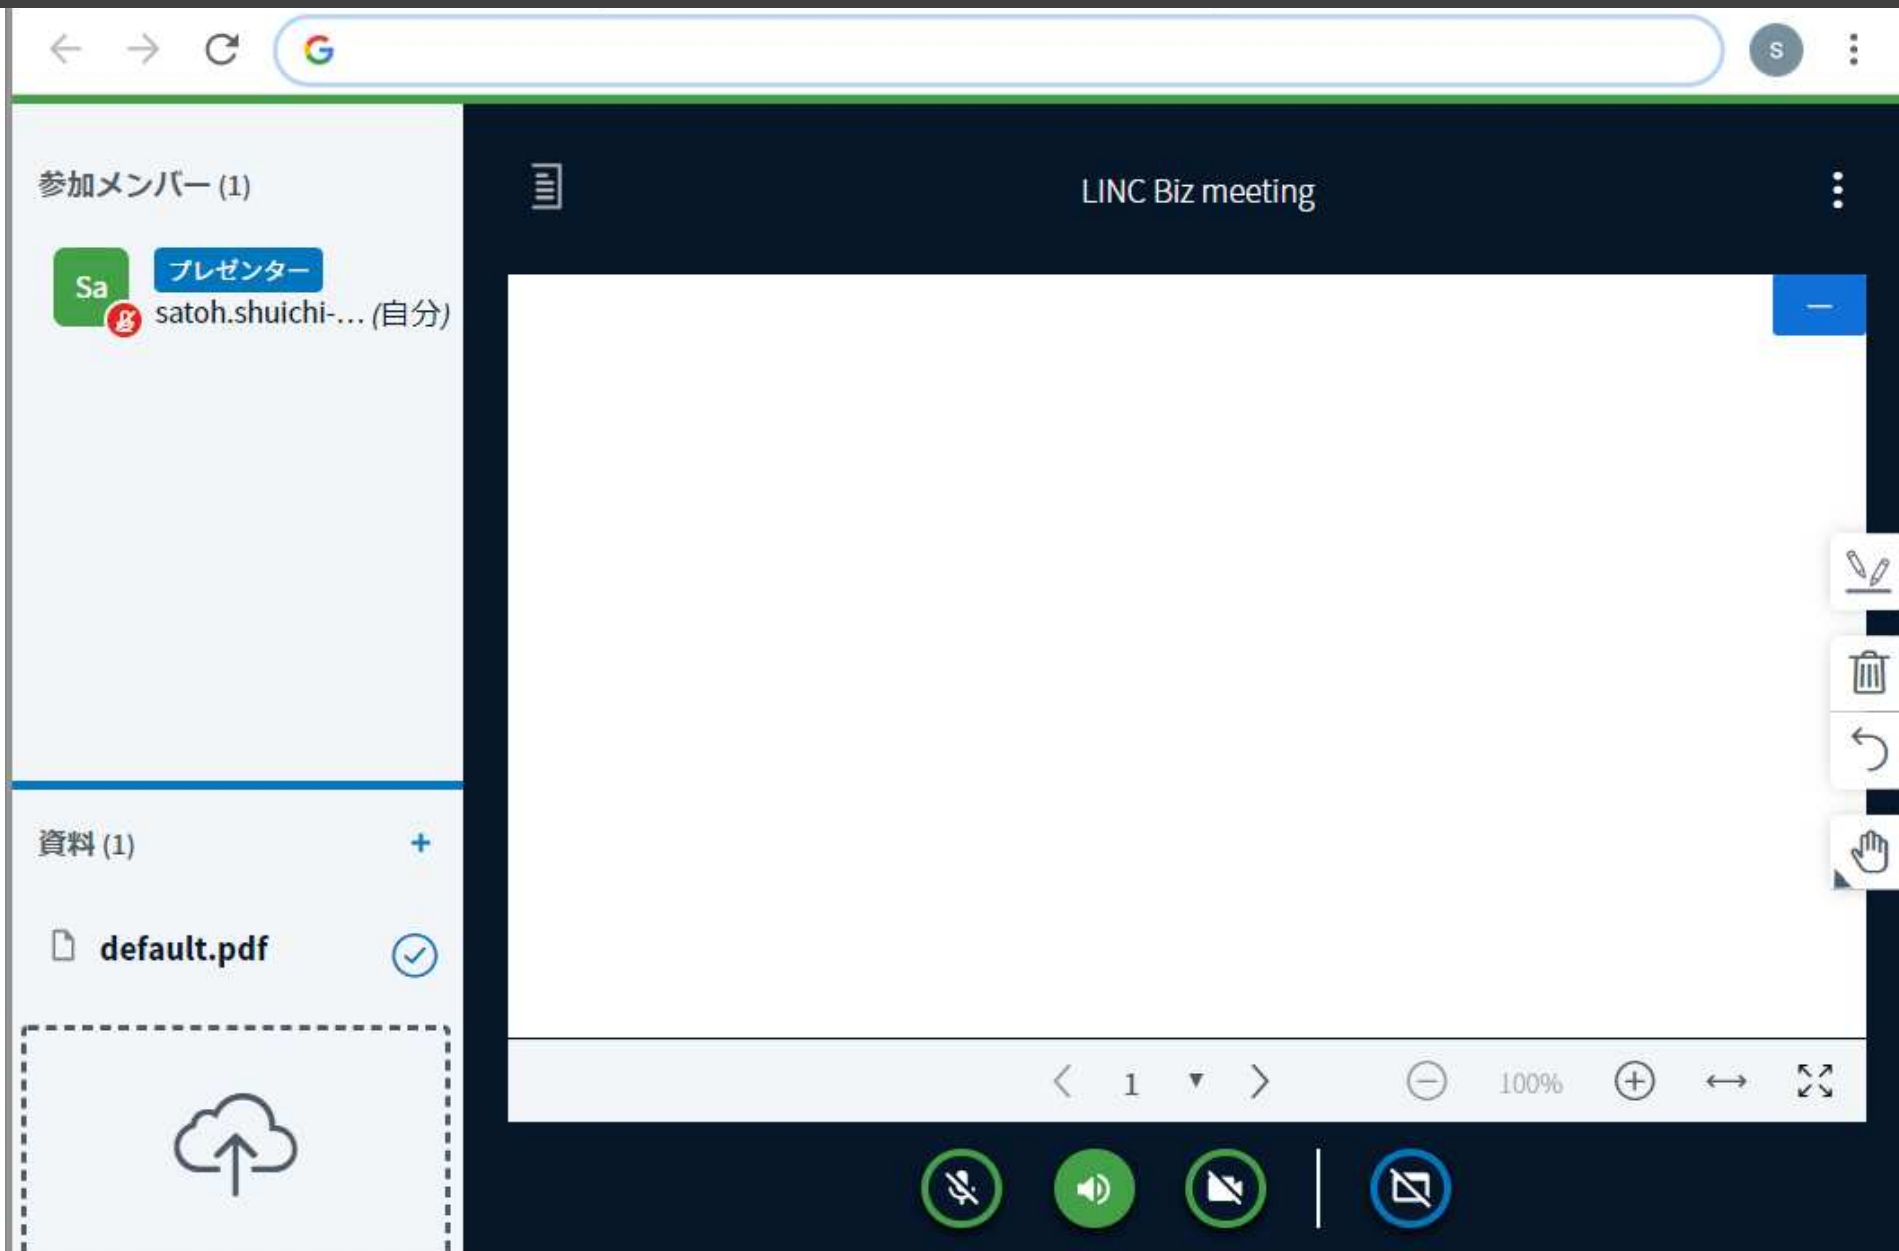 S
参加メンバー (1)
LINC Biz meeting
Sa
プレゼンター
satoh.shuichi-... (自分)
資料 (1)
+
default.pdf
1
100%